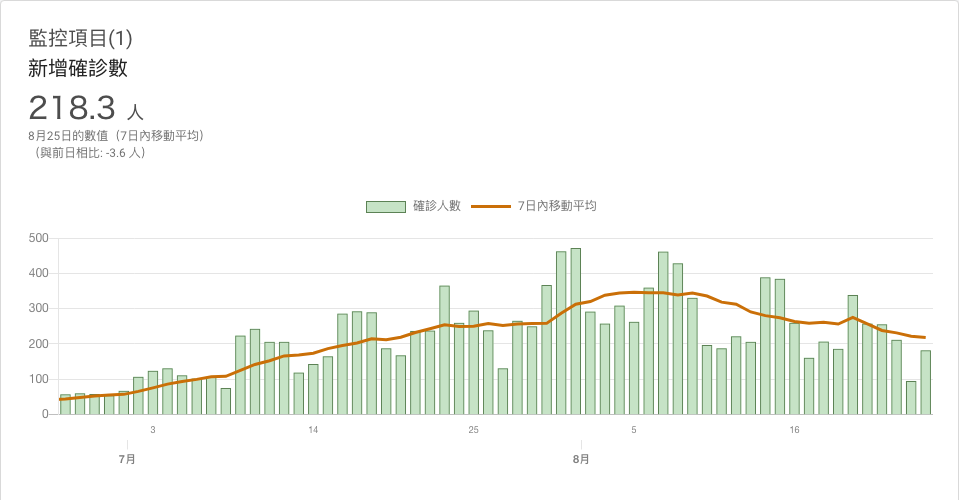 監控項目(1)
新增確診數
218.3 人
8月25日的數值（7日內移動平均）
（與前日相比: -3.6 人）
確診人數 7日內移動平均
500
400
300
200
100
0
3 14 25 5 16
7月 8月